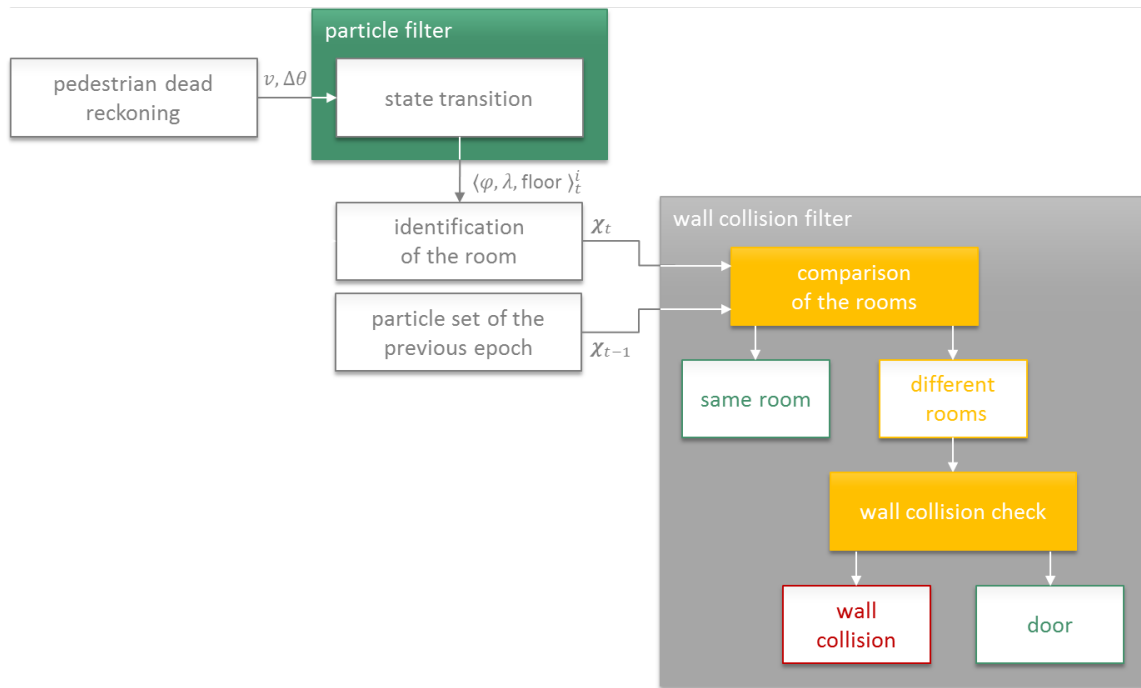 particle filter
pedestrian dead
reckoning
v, Δθ
state transition
⟨φ, λ, floor ⟩ᵢₜ
identification
of the room
χₜ
particle set of the
previous epoch
χₜ₋₁
wall collision filter
comparison
of the rooms
same room
different
rooms
wall collision check
wall
collision
door